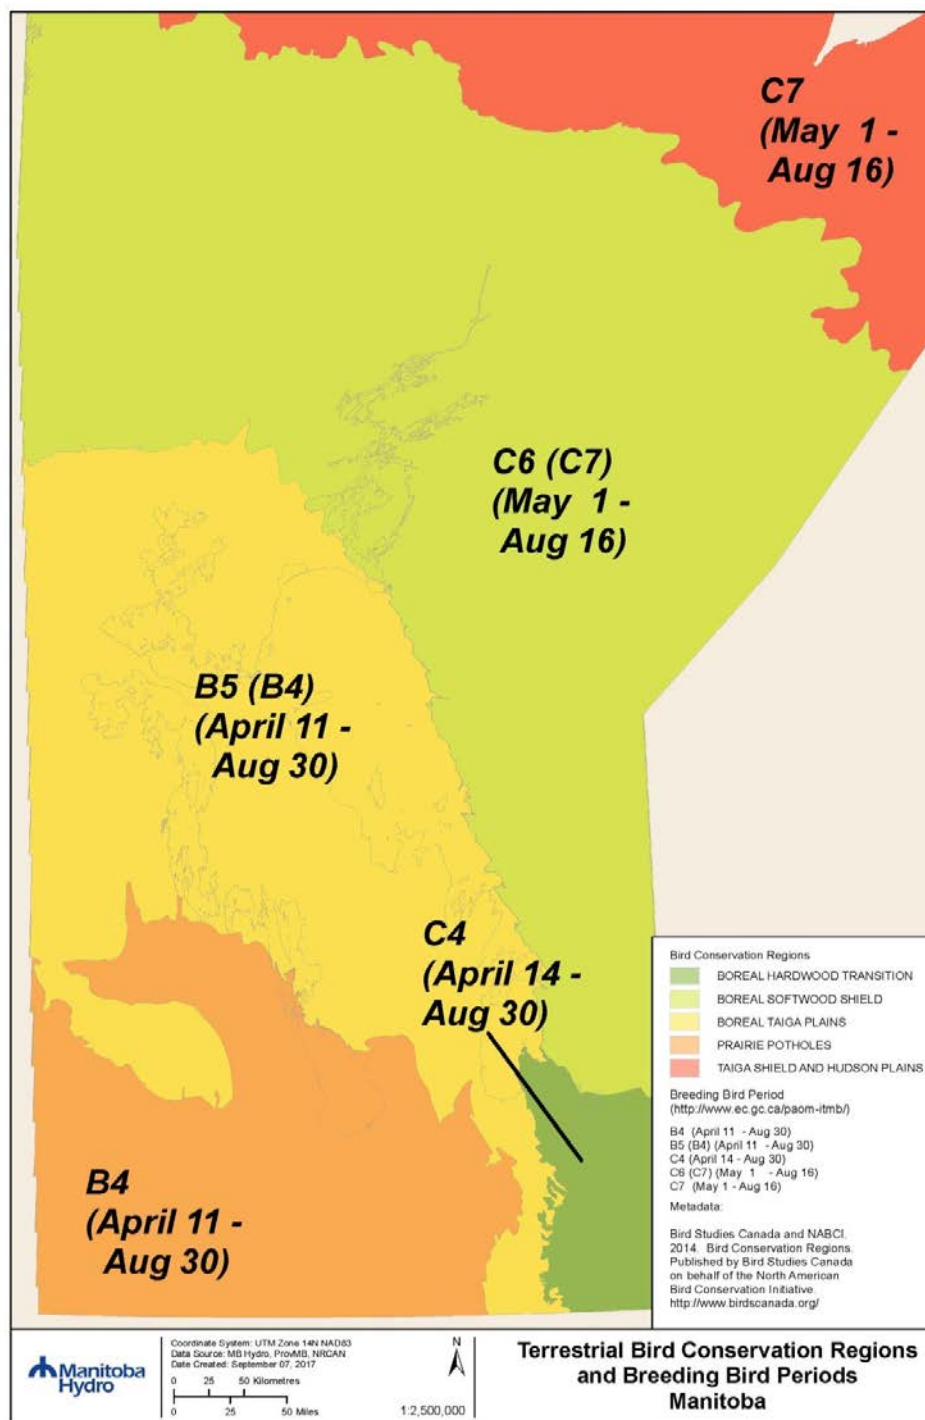 C7
(May 1 -
Aug 16)
C6 (C7)
(May 1 -
Aug 16)
B5 (B4)
(April 11 -
Aug 30)
C4
(April 14 -
Aug 30)
B4
(April 11 -
Aug 30)
Bird Conservation Regions
BOREAL HARDWOOD TRANSITION
BOREAL SOFTWOOD SHIELD
BOREAL TAIGA PLAINS
PRAIRIE POTHOLES
TAIGA SHIELD AND HUDSON PLAINS
Breeding Bird Period
(http://www.ec.gc.ca/paom-itmb/)
B4 (April 11 - Aug 30)
B5 (B4) (April 11 - Aug 30)
C4 (April 14 - Aug 30)
C6 (C7) (May 1 - Aug 16)
C7 (May 1 - Aug 16)
Metadata:
Bird Studies Canada and NABCI.
2014. Bird Conservation Regions.
Published by Bird Studies Canada
on behalf of the North American
Bird Conservation Initiative.
http://www.birdscanada.org/
Manitoba
Hydro
Coordinate System: UTM Zone 14N NAD83
Data Source: MB Hydro, ProvMB, NRCAN
Date Created: September 07, 2017
0 25 50 Kilometres
0 25 50 Miles
N
1:2,500,000
Terrestrial Bird Conservation Regions
and Breeding Bird Periods
Manitoba